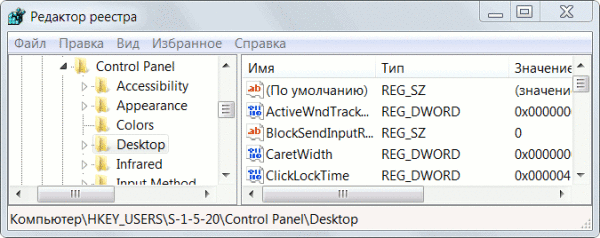 Редактор реестра
Файл Правка Вид Избранное Справка
Control Panel
Accessibility
Appearance
Colors
Desktop
Infrared
Input Method
Имя Тип Значение
(По умолчанию) REG_SZ (значени
ActiveWndTrack... REG_DWORD 0x0000000
BlockSendInputR... REG_SZ 0
CaretWidth REG_DWORD 0x0000000
ClickLockTime REG_DWORD 0x000004
Компьютер\HKEY_USERS\S-1-5-20\Control Panel\Desktop